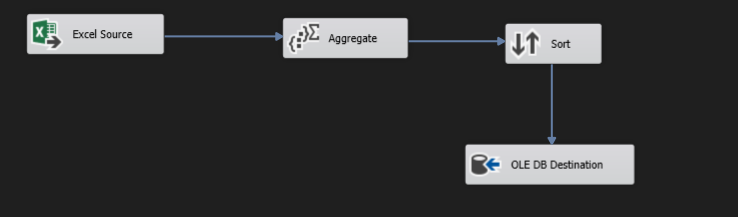 Excel Source
Aggregate
Sort
OLE DB Destination